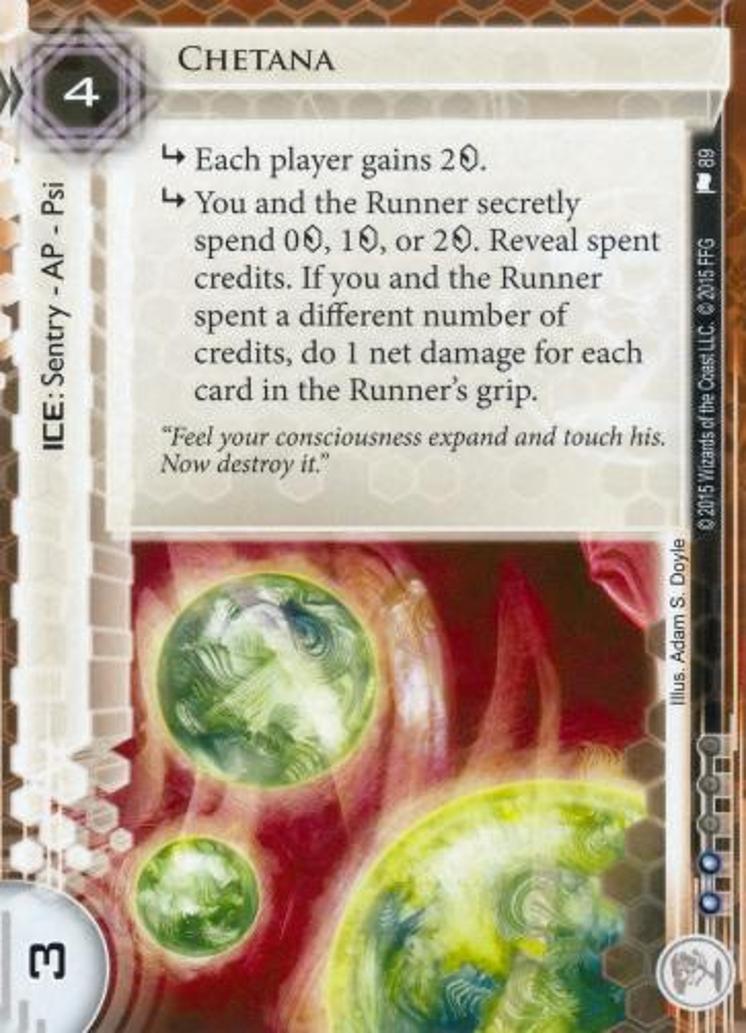 CHETANA
4
↳ Each player gains 2.
↳ You and the Runner secretly
spend 0, 1, or 2. Reveal spent
credits. If you and the Runner
spent a different number of
credits, do 1 net damage for each
card in the Runner's grip.
“Feel your consciousness expand and touch his.
Now destroy it.”
ICE: Sentry - AP - Psi
3
Illus. Adam S. Doyle
© 2015 Wizards of the Coast LLC. © 2015 FFG
89